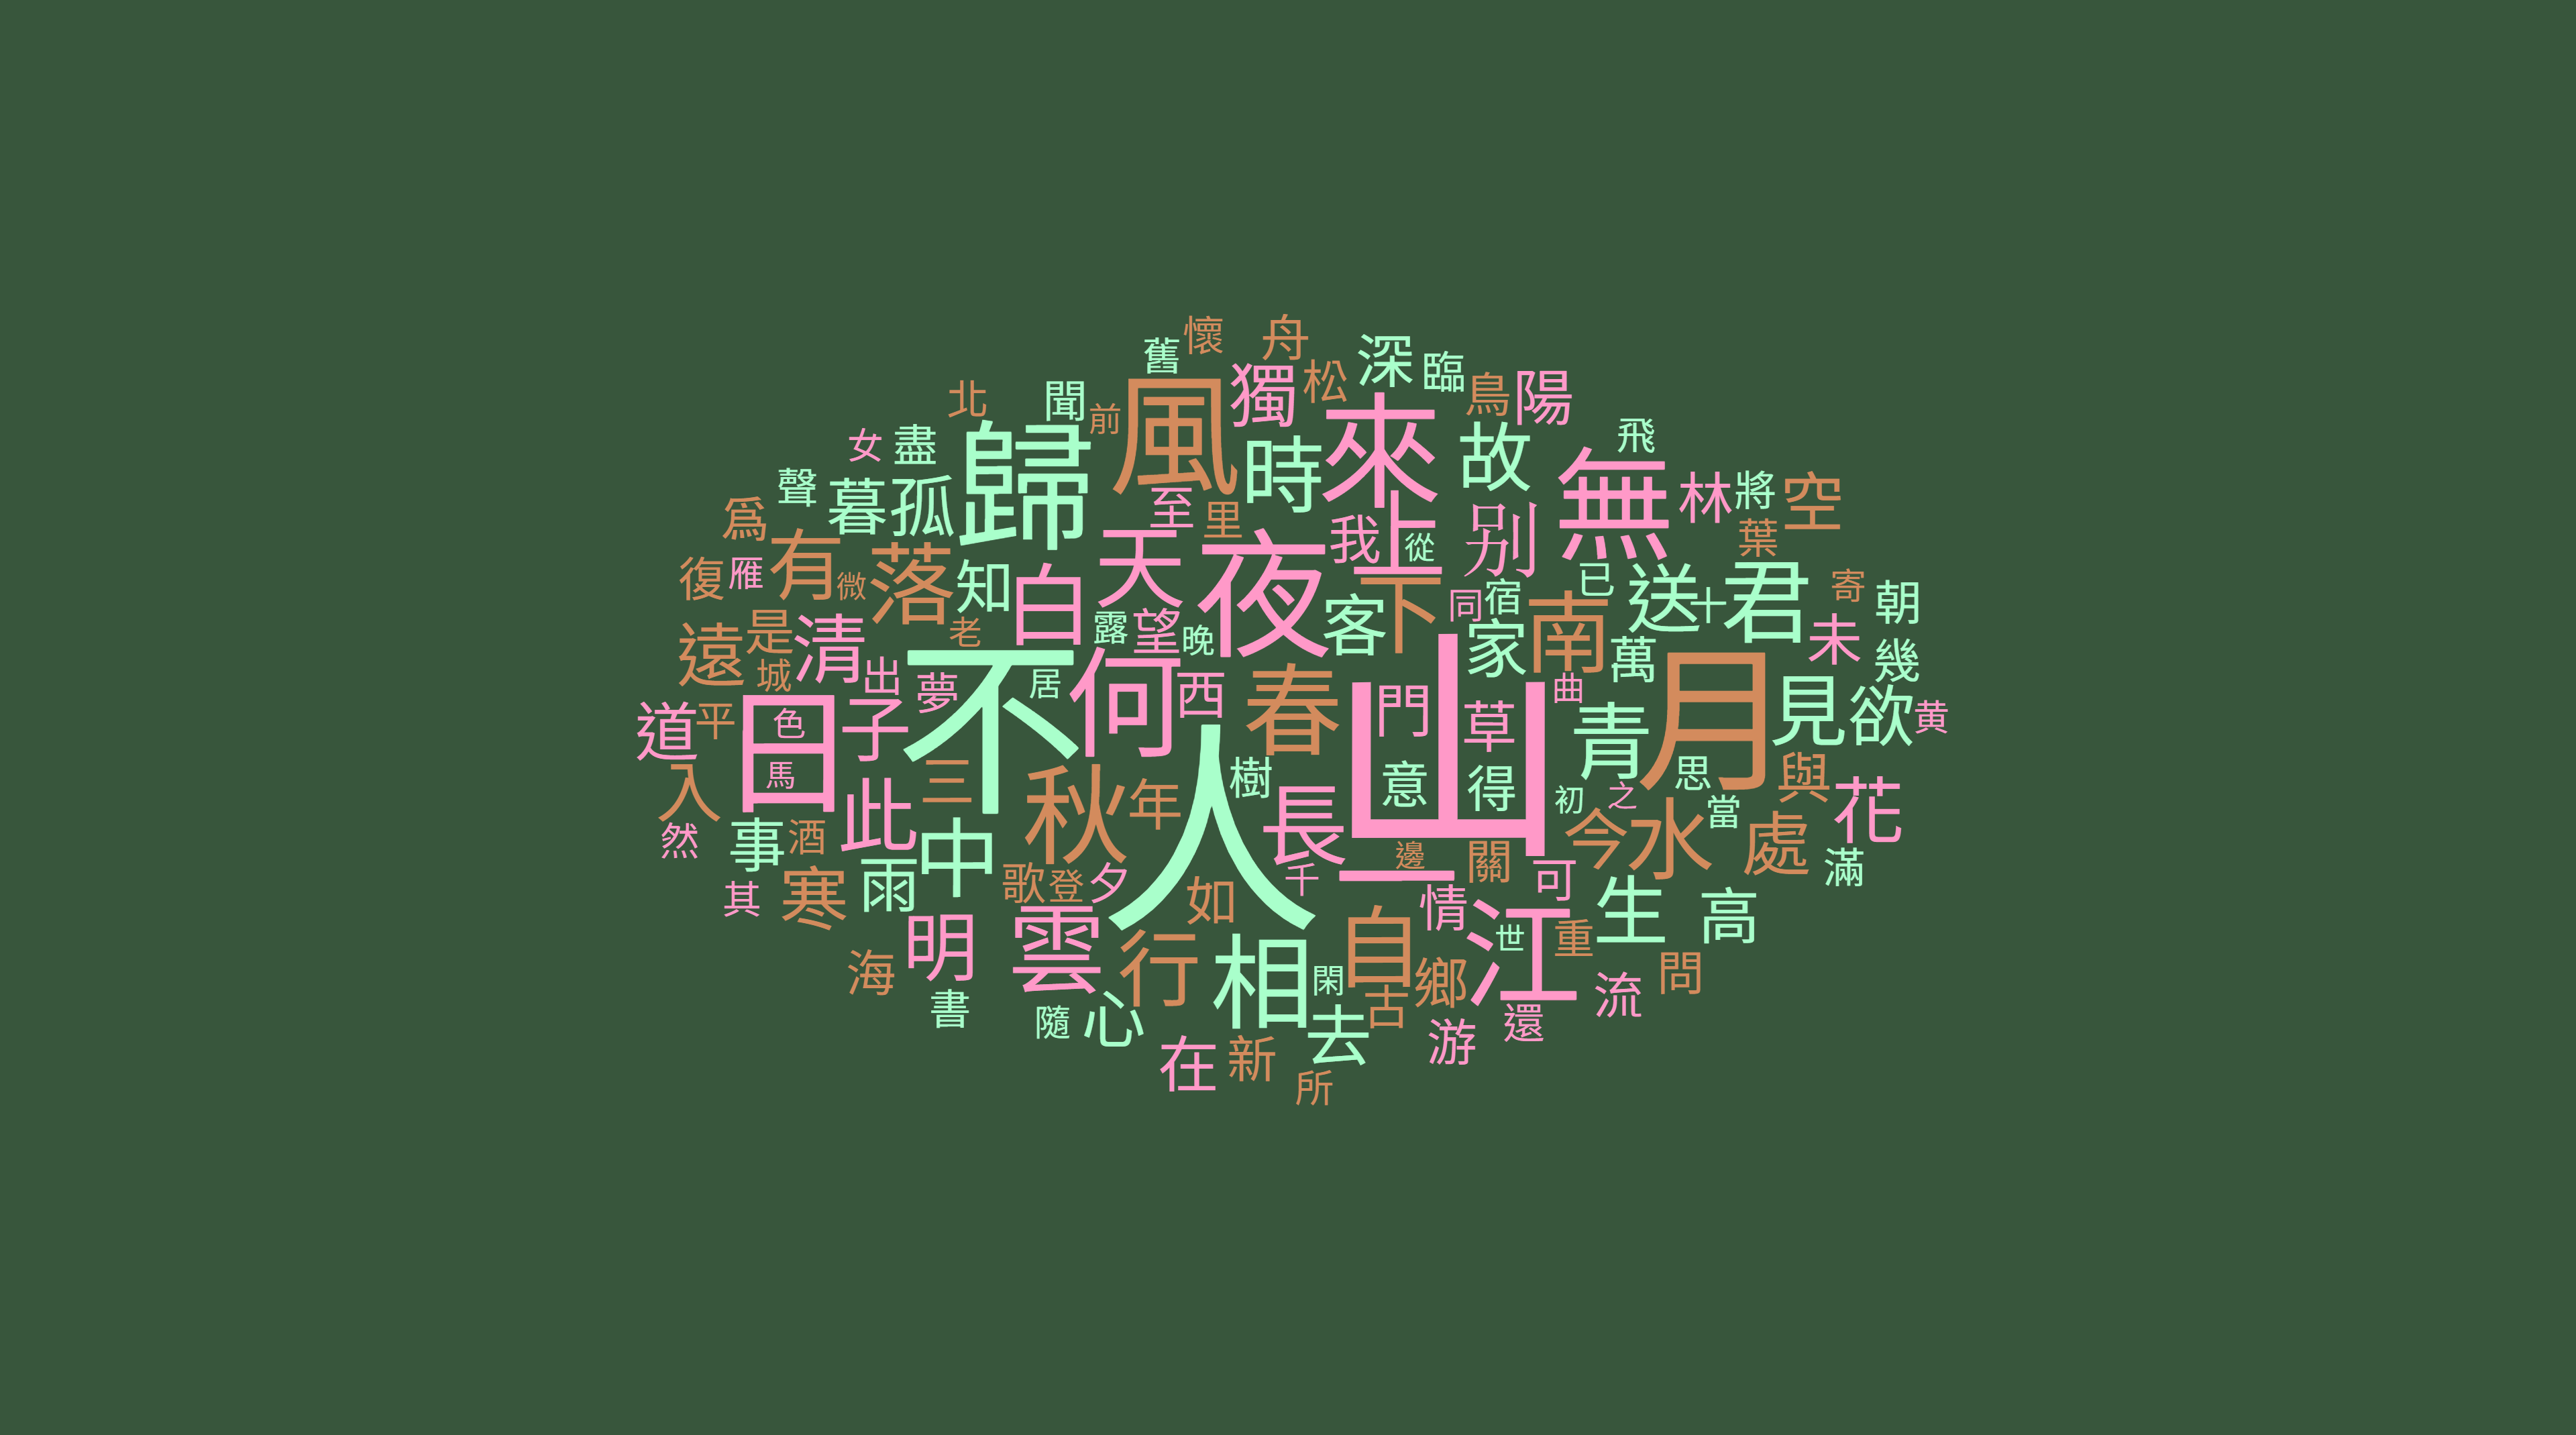 懷 舟
舊 深 臨
獨 松 鳥 陽
北 聞 前 風 來
女 盡 歸 時 故 飛
聲 暮 孤 至 里 上 無 林 將 空
爲 有 落 天 夜 我 從 别 葉
復 雁 微 知 白 下 同 宿 已 送 十 君 寄 朝
遠 是 清 老 露 望 晚 客 家 南 萬 未 幾
城 出 夢 不 居 何 西 春 門 山 曲 月 見 欲 黄
道 平 日 色 子 草 青
入 馬 三 秋 年 人 樹 意 得 初 之 思 與
然 事 酒 此 中 長 今 水 當 處 花
其 寒 雨 歌 登 夕 如 千 一 邊 關 可 滿
海 明 雲 行 相 自 情 江 世 重 生 高
書 隨 心 閑 古 鄉 流 問
在 新 去 游 還
所